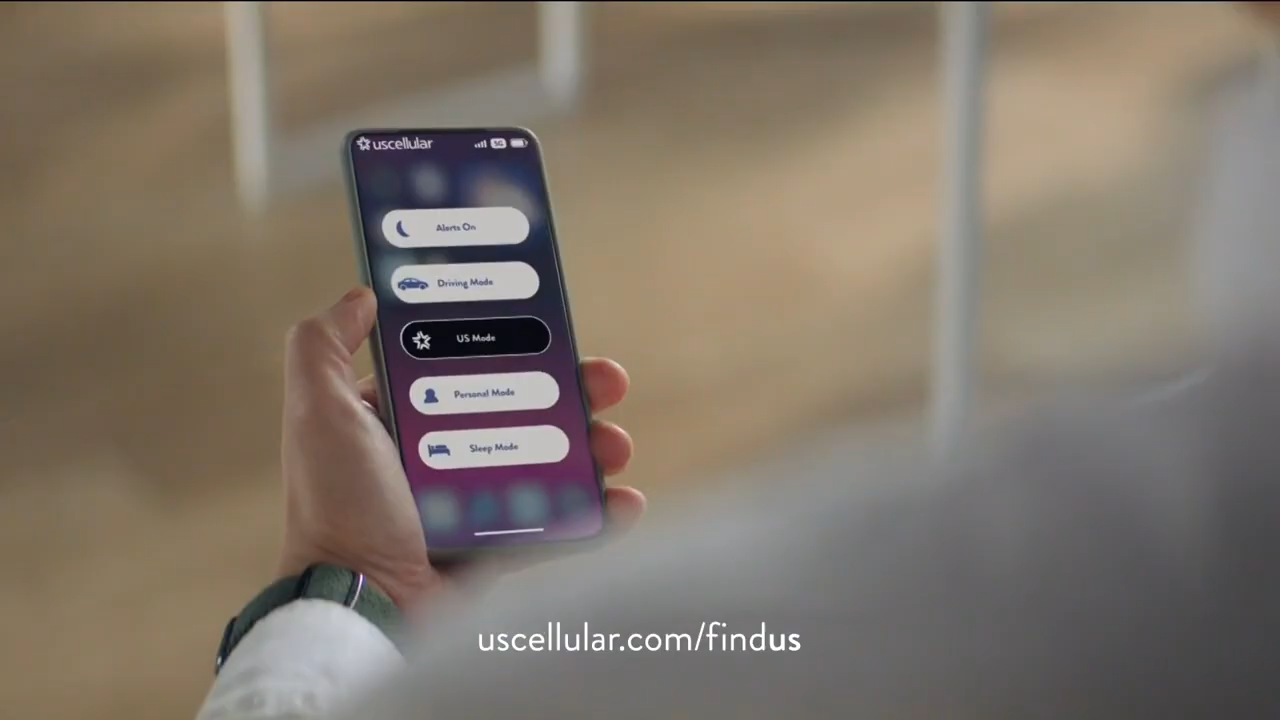 uscellular 5G
Alerts On
Driving Mode
US Mode
Personal Mode
Sleep Mode
uscellular.com/findus